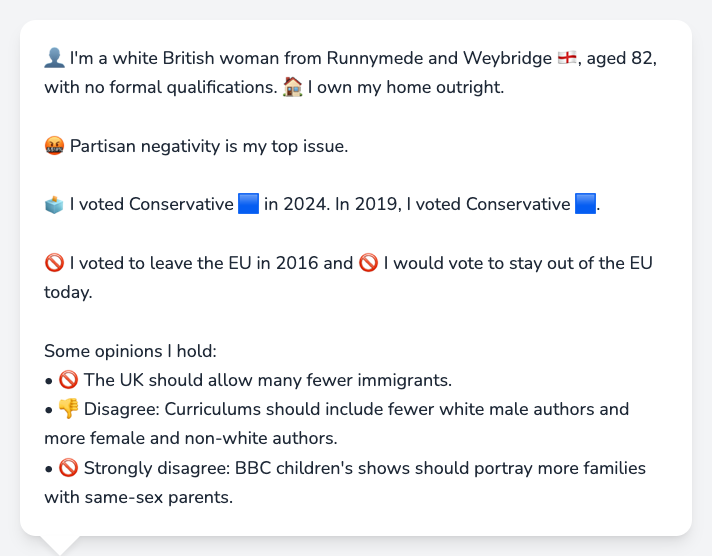 👤 I'm a white British woman from Runnymede and Weybridge 🏴󠁧󠁢󠁥󠁮󠁧󠁿, aged 82,
with no formal qualifications. 🏠 I own my home outright.
🤬 Partisan negativity is my top issue.
🗳️ I voted Conservative 🟦 in 2024. In 2019, I voted Conservative 🟦.
🚫 I voted to leave the EU in 2016 and 🚫 I would vote to stay out of the EU
today.
Some opinions I hold:
• 🚫 The UK should allow many fewer immigrants.
• 👎 Disagree: Curriculums should include fewer white male authors and
more female and non-white authors.
• 🚫 Strongly disagree: BBC children's shows should portray more families
with same-sex parents.